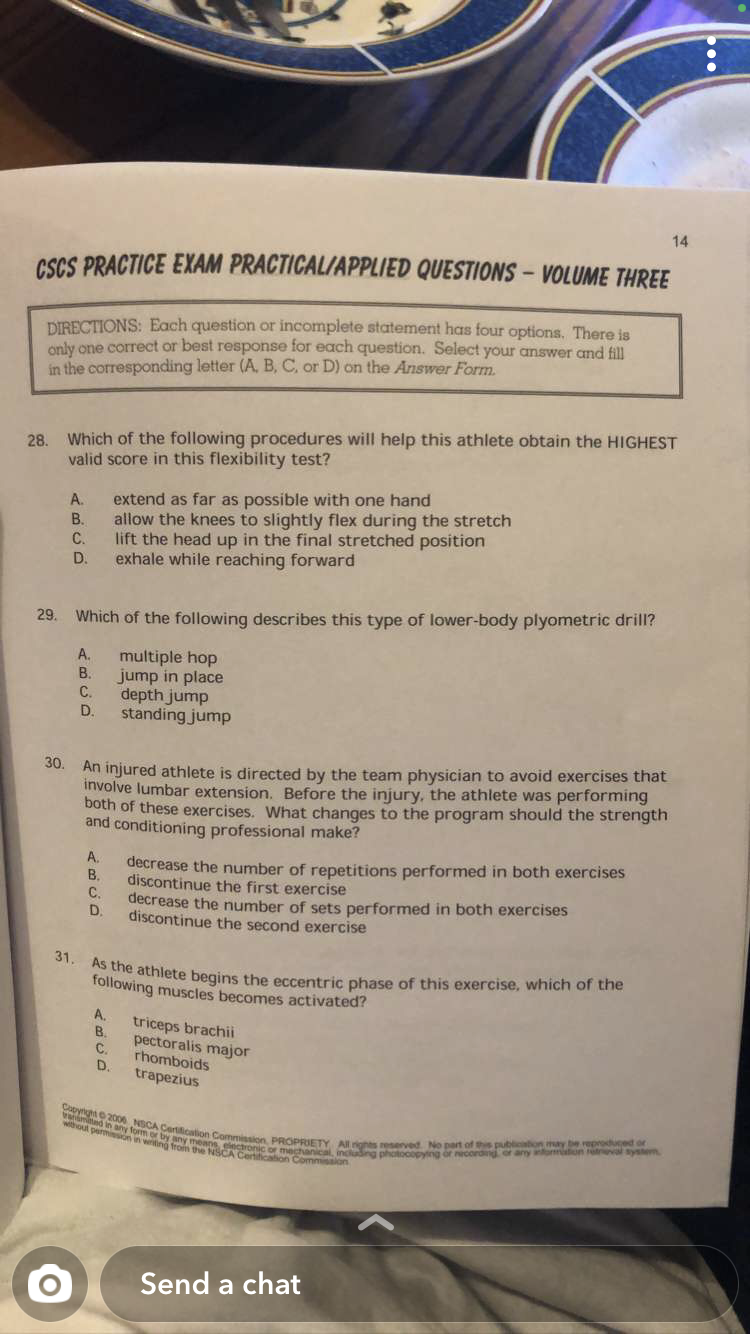 14
CSCS PRACTICE EXAM PRACTICAL/APPLIED QUESTIONS – VOLUME THREE
DIRECTIONS: Each question or incomplete statement has four options. There is
only one correct or best response for each question. Select your answer and fill
in the corresponding letter (A, B, C, or D) on the Answer Form.
28. Which of the following procedures will help this athlete obtain the HIGHEST
valid score in this flexibility test?
A. extend as far as possible with one hand
B. allow the knees to slightly flex during the stretch
C. lift the head up in the final stretched position
D. exhale while reaching forward
29. Which of the following describes this type of lower-body plyometric drill?
A. multiple hop
B. jump in place
C. depth jump
D. standing jump
30. An injured athlete is directed by the team physician to avoid exercises that
involve lumbar extension. Before the injury, the athlete was performing
both of these exercises. What changes to the program should the strength
and conditioning professional make?
A. decrease the number of repetitions performed in both exercises
B. discontinue the first exercise
C. decrease the number of sets performed in both exercises
D. discontinue the second exercise
31. As the athlete begins the eccentric phase of this exercise, which of the
following muscles becomes activated?
A. triceps brachii
B. pectoralis major
C. rhomboids
D. trapezius
Copyright © 2006. NSCA Certification Commission, PROPRIETY. All rights reserved. No part of this publication may be reproduced or
transmitted in any form or by any means, electronic or mechanical, including photocopying or recording, or any information retrieval system,
without permission in writing from the NSCA Certification Commission
Send a chat